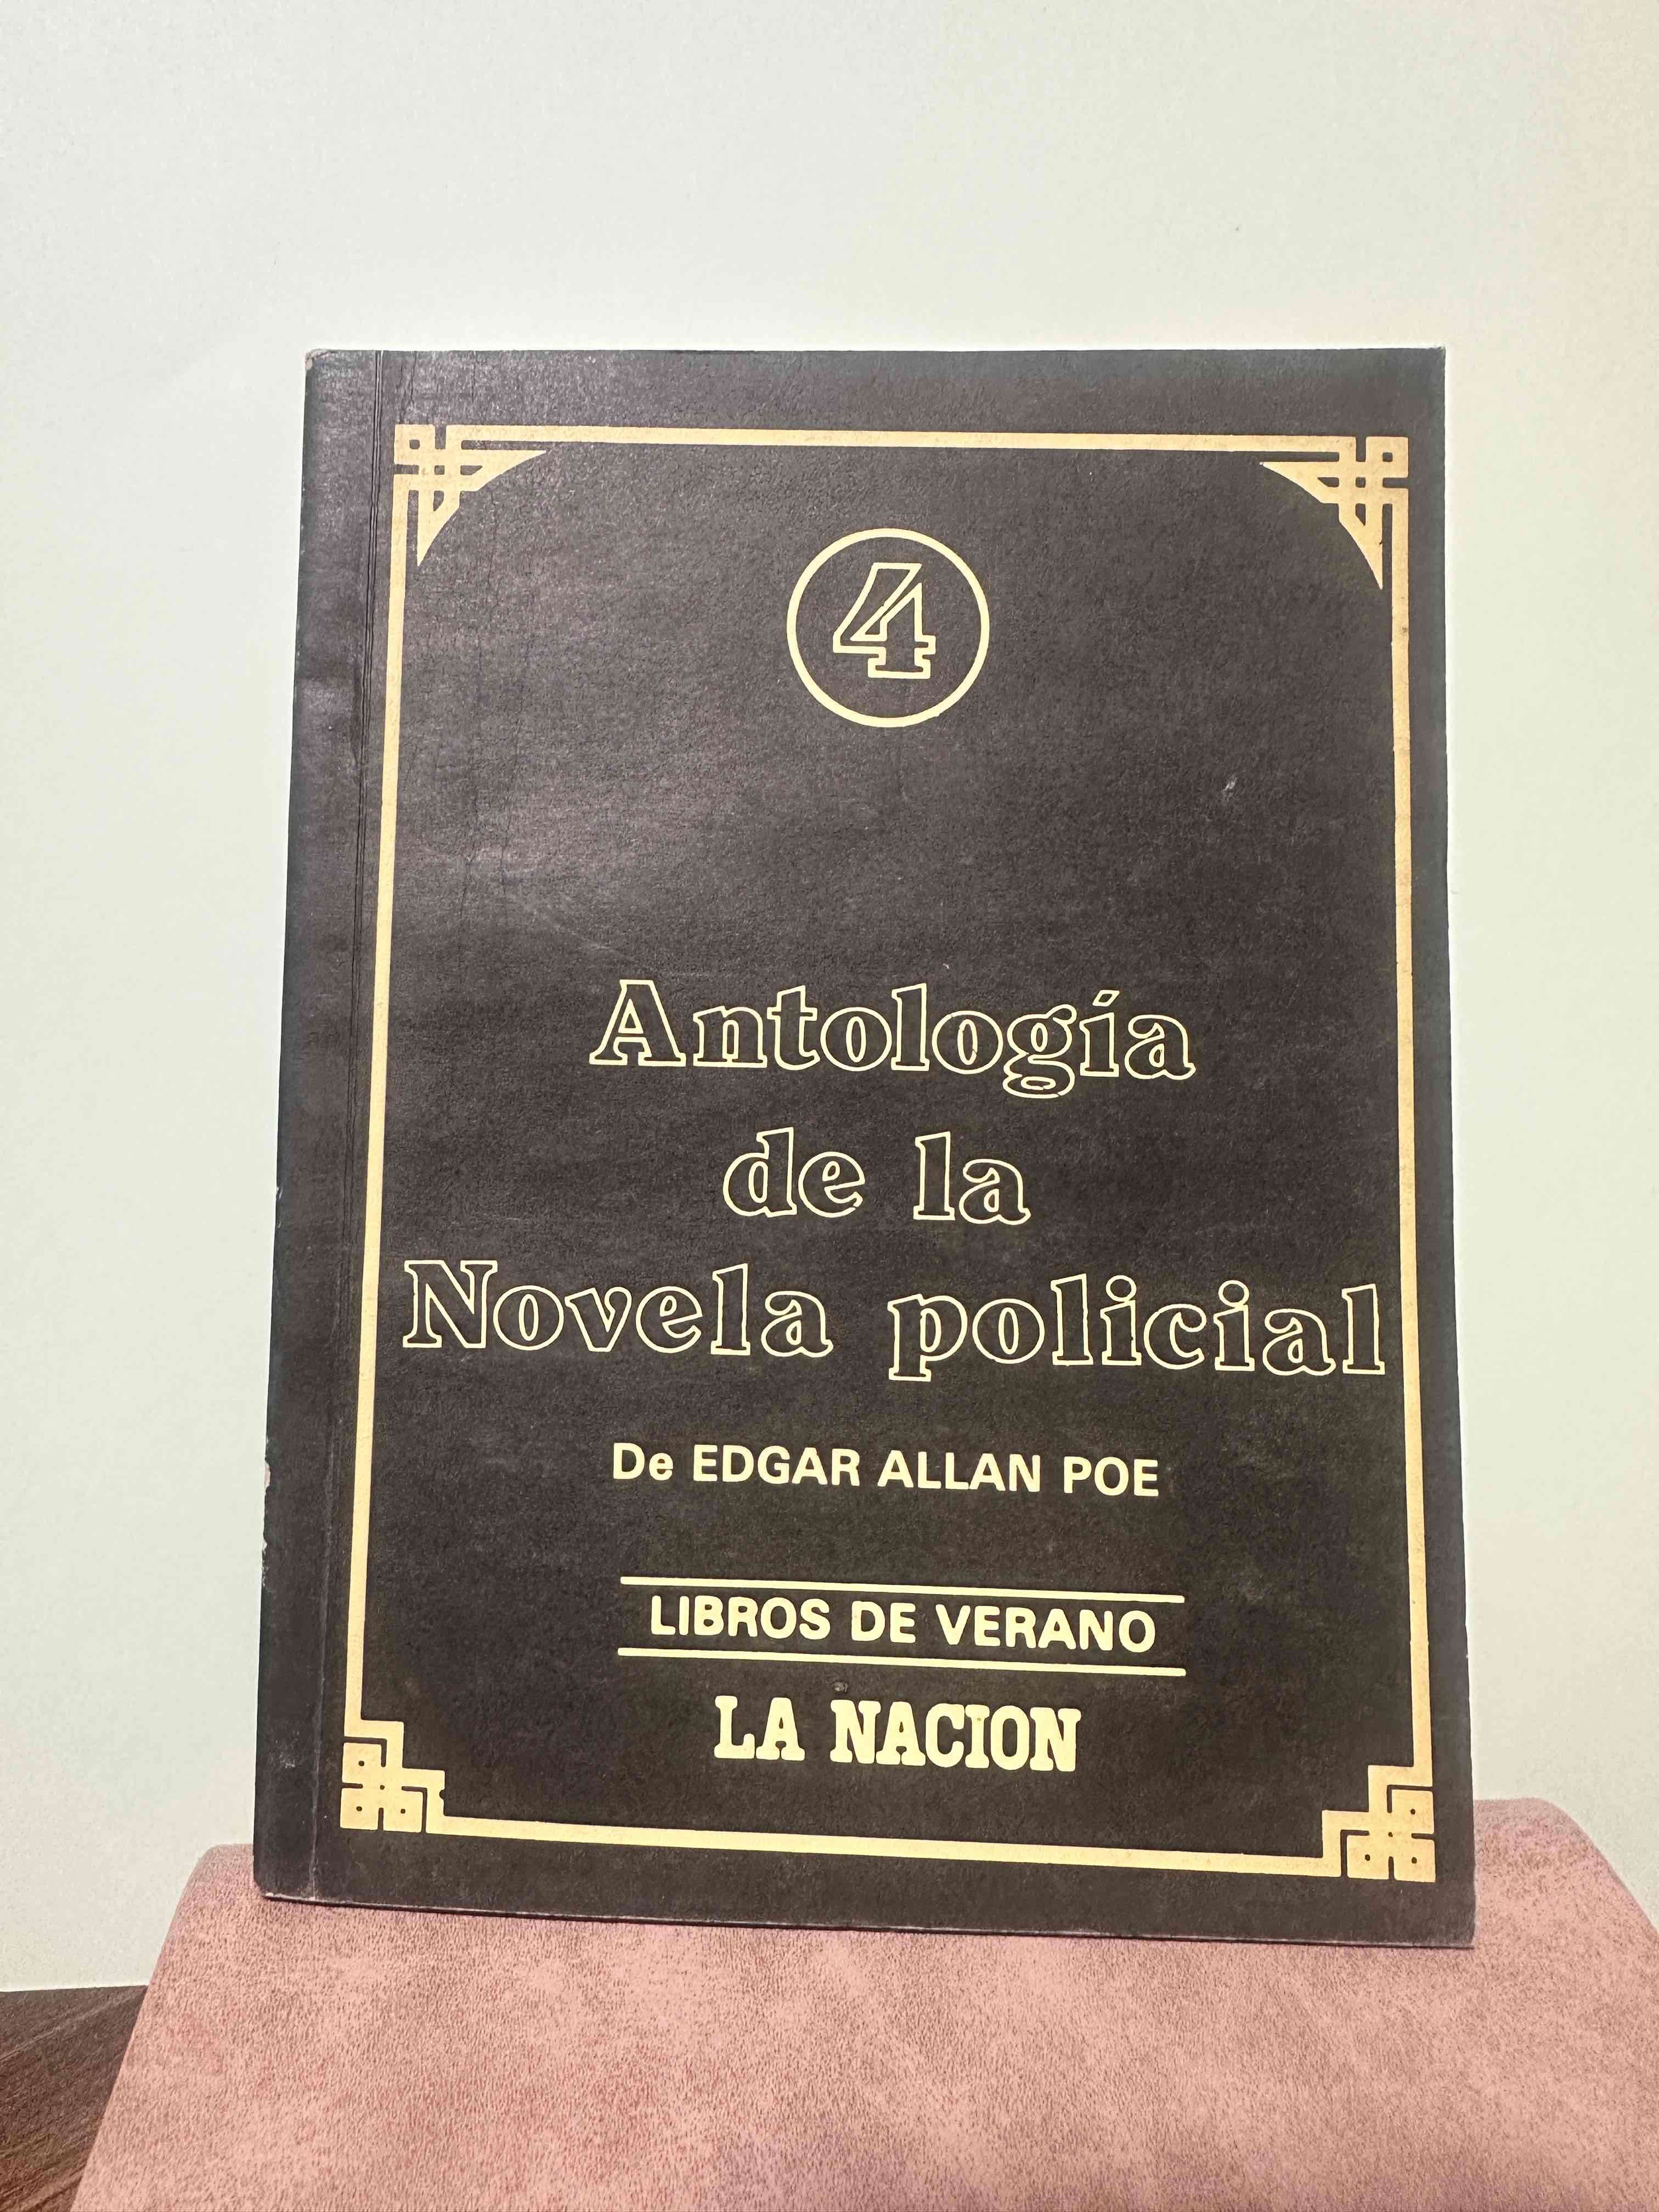 4
Antología
de la
Novela policial
De EDGAR ALLAN POE
LIBROS DE VERANO
LA NACION